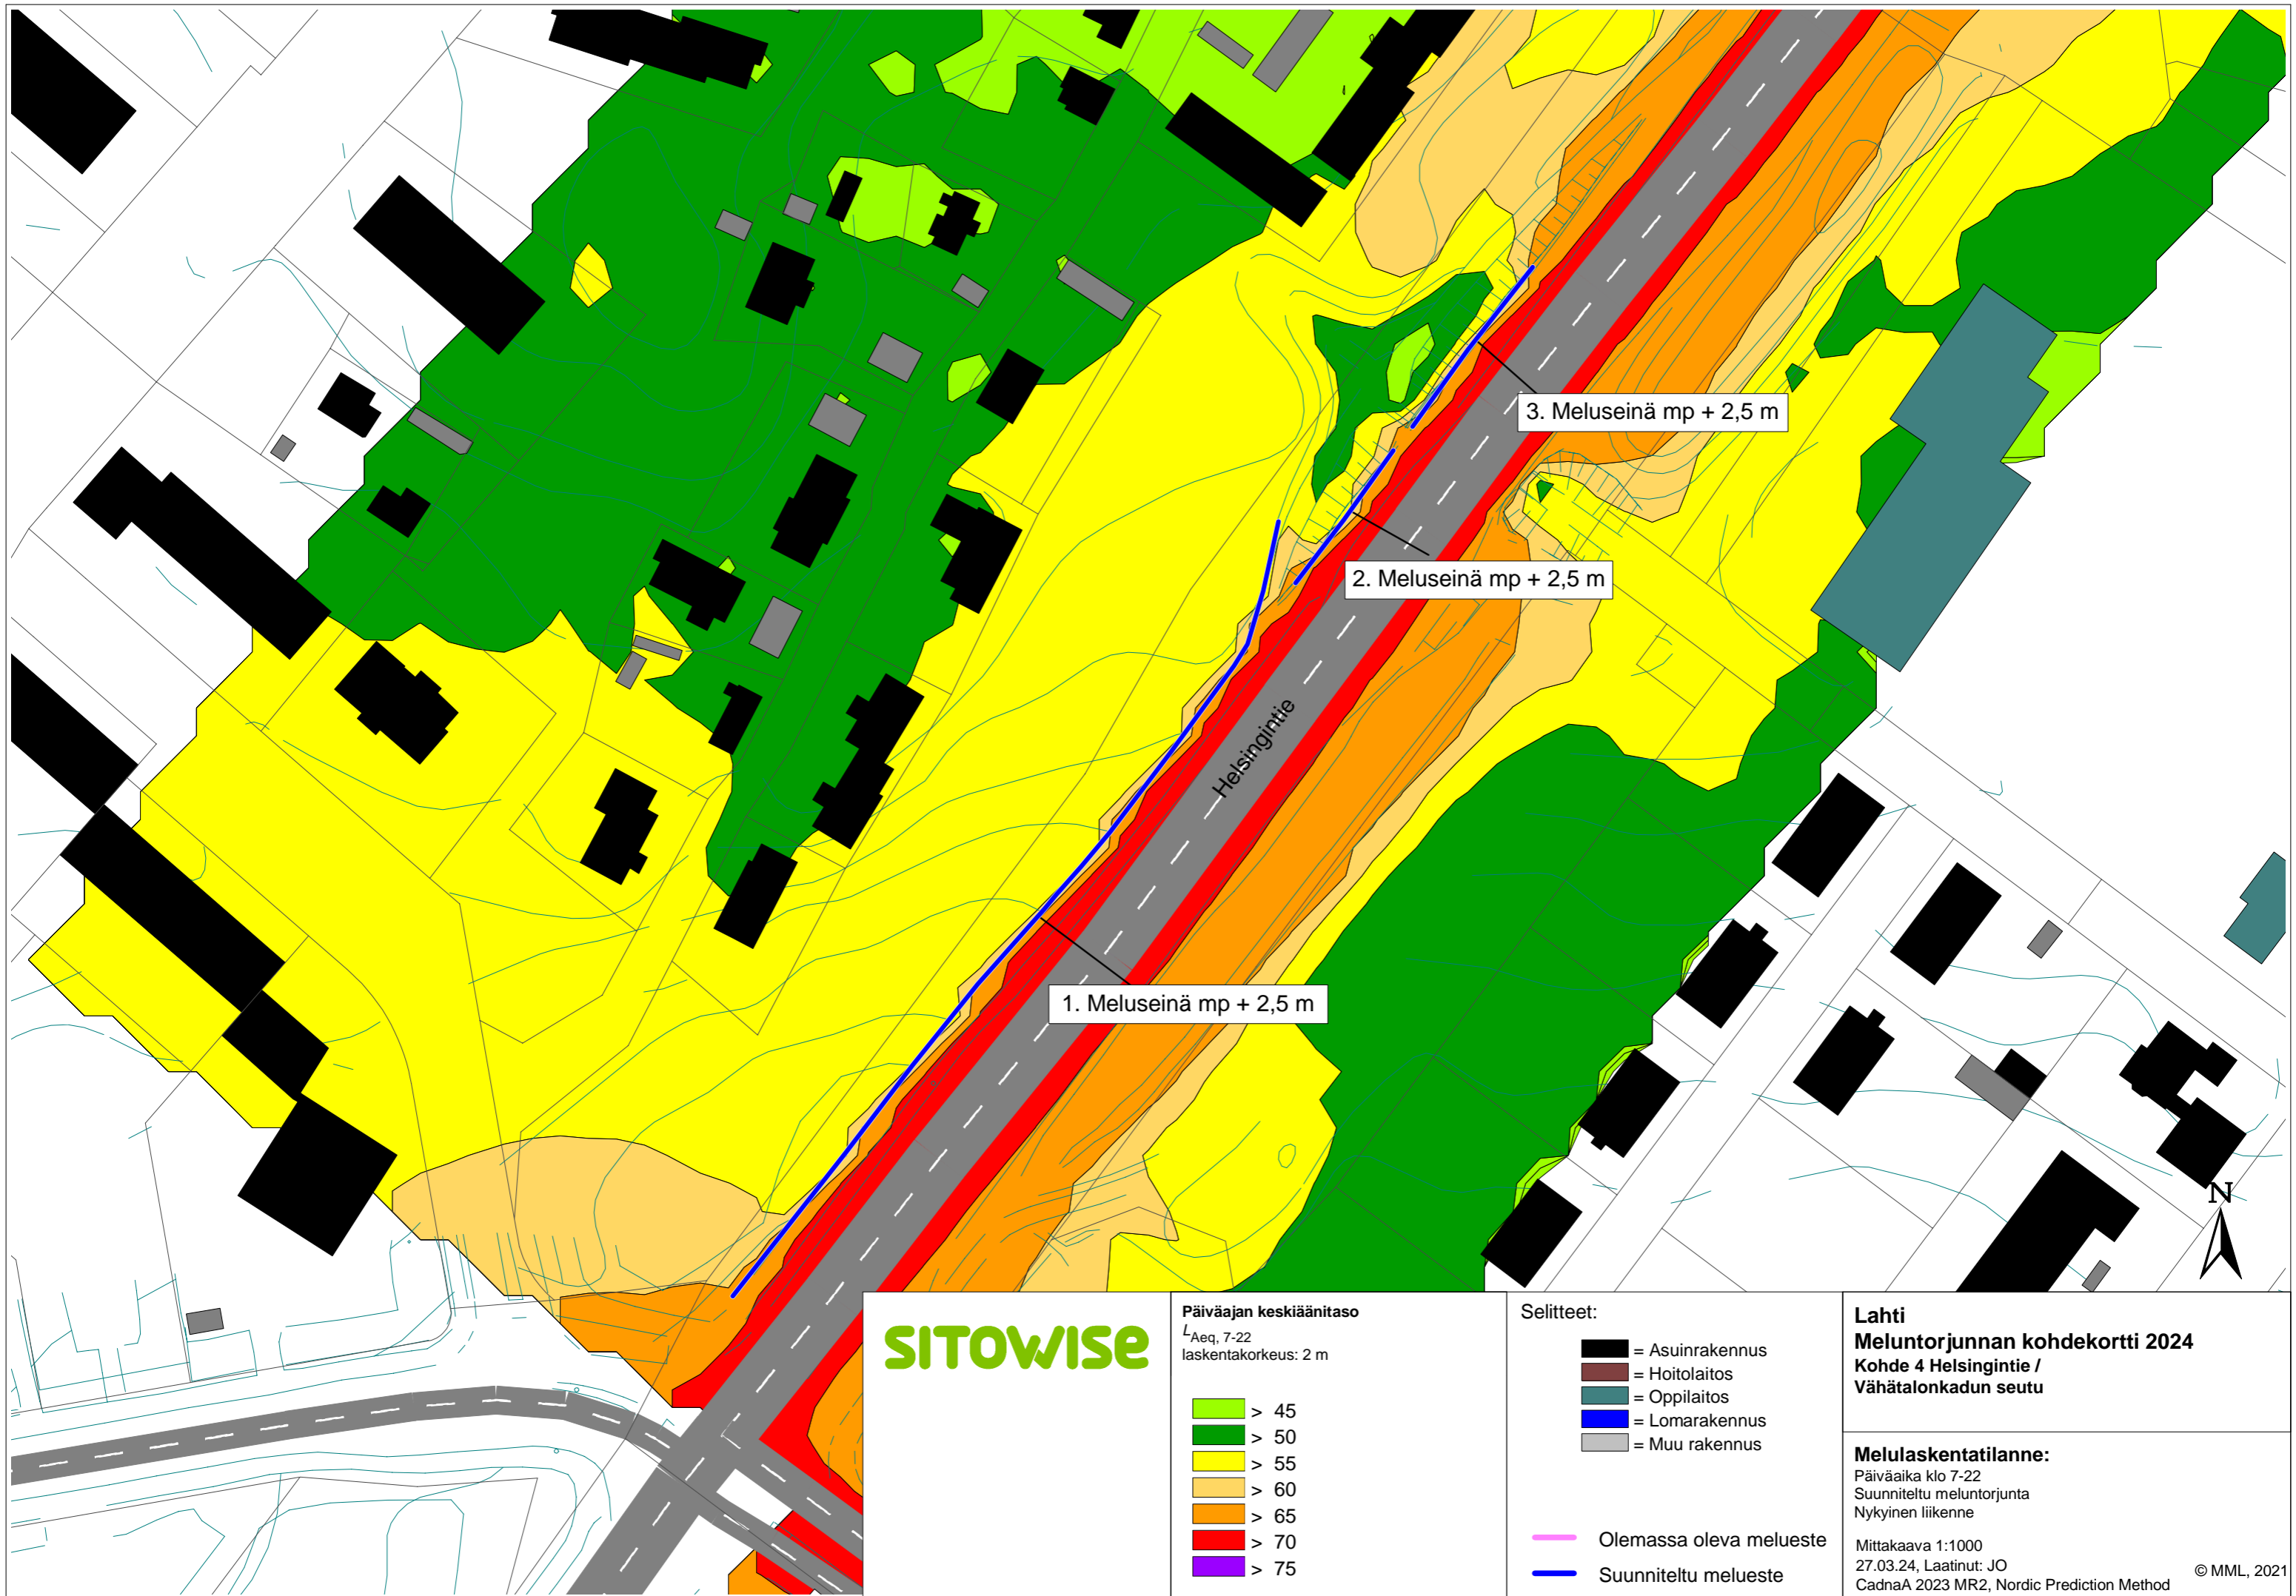 3. Meluseinä mp + 2,5 m
2. Meluseinä mp + 2,5 m
Helsingintie
1. Meluseinä mp + 2,5 m
N
SITOWISE
Päiväajan keskiäänitaso
LAeq, 7-22
laskentakorkeus: 2 m
> 45
> 50
> 55
> 60
> 65
> 70
> 75
Selitteet:
= Asuinrakennus
= Hoitolaitos
= Oppilaitos
= Lomarakennus
= Muu rakennus
Olemassa oleva melueste
Suunniteltu melueste
Lahti
Meluntorjunnan kohdekortti 2024
Kohde 4 Helsingintie /
Vähätalonkadun seutu
Melulaskentatilanne:
Päiväaika klo 7-22
Suunniteltu meluntorjunta
Nykyinen liikenne
Mittakaava 1:1000
27.03.24, Laatinut: JO
CadnaA 2023 MR2, Nordic Prediction Method
© MML, 2021